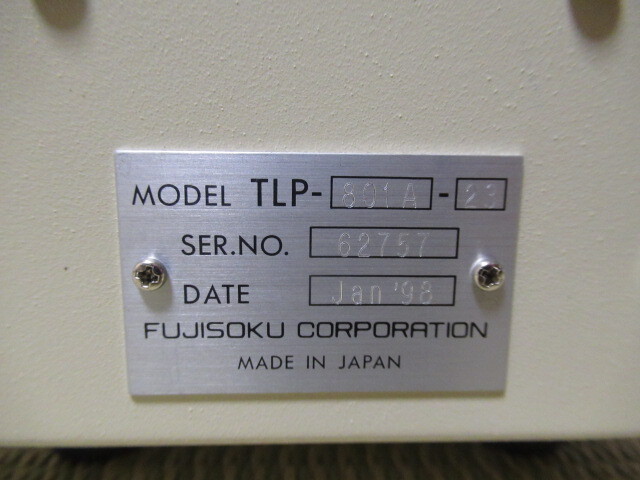 MODEL TLP-801A-23
SER.NO. 62757
DATE Jan '98
FUJISOKU CORPORATION
MADE IN JAPAN